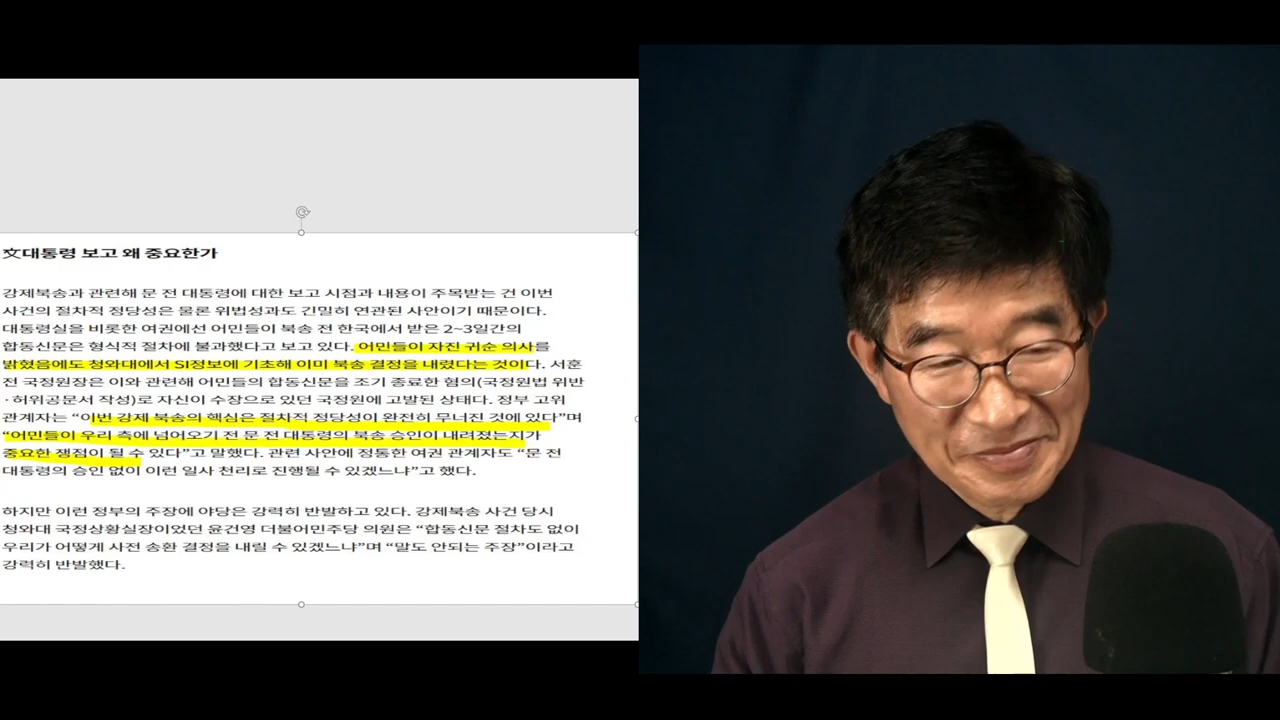 文대통령 보고 왜 중요한가
강제북송과 관련해 문 전 대통령에 대한 보고 시점과 내용이 주목받는 건 이번
사건의 절차적 정당성은 물론 위법성과도 긴밀히 연관된 사안이기 때문이다.
대통령실을 비롯한 여권에선 어민들이 북송 전 한국에서 받은 2~3일간의
합동신문은 형식적 절차에 불과했다고 보고 있다. 어민들이 자진 귀순 의사를
밝혔음에도 청와대에서 SI정보에 기초해 이미 북송 결정을 내렸다는 것이다. 서훈
전 국정원장은 이와 관련해 어민들의 합동신문을 조기 종료한 혐의(국정원법 위반
·허위공문서 작성)로 자신이 수장으로 있던 국정원에 고발된 상태다. 정부 고위
관계자는 “이번 강제 북송의 핵심은 절차적 정당성이 완전히 무너진 것에 있다”며
“어민들이 우리 측에 넘어오기 전 문 전 대통령의 북송 승인이 내려졌는지가
중요한 쟁점이 될 수 있다”고 말했다. 관련 사안에 정통한 여권 관계자도 “문 전
대통령의 승인 없이 이런 일사 천리로 진행될 수 있겠느냐”고 했다.
하지만 이런 정부의 주장에 야당은 강력히 반발하고 있다. 강제북송 사건 당시
청와대 국정상황실장이었던 윤건영 더불어민주당 의원은 “합동신문 절차도 없이
우리가 어떻게 사전 송환 결정을 내릴 수 있겠느냐”며 “말도 안되는 주장”이라고
강력히 반발했다.